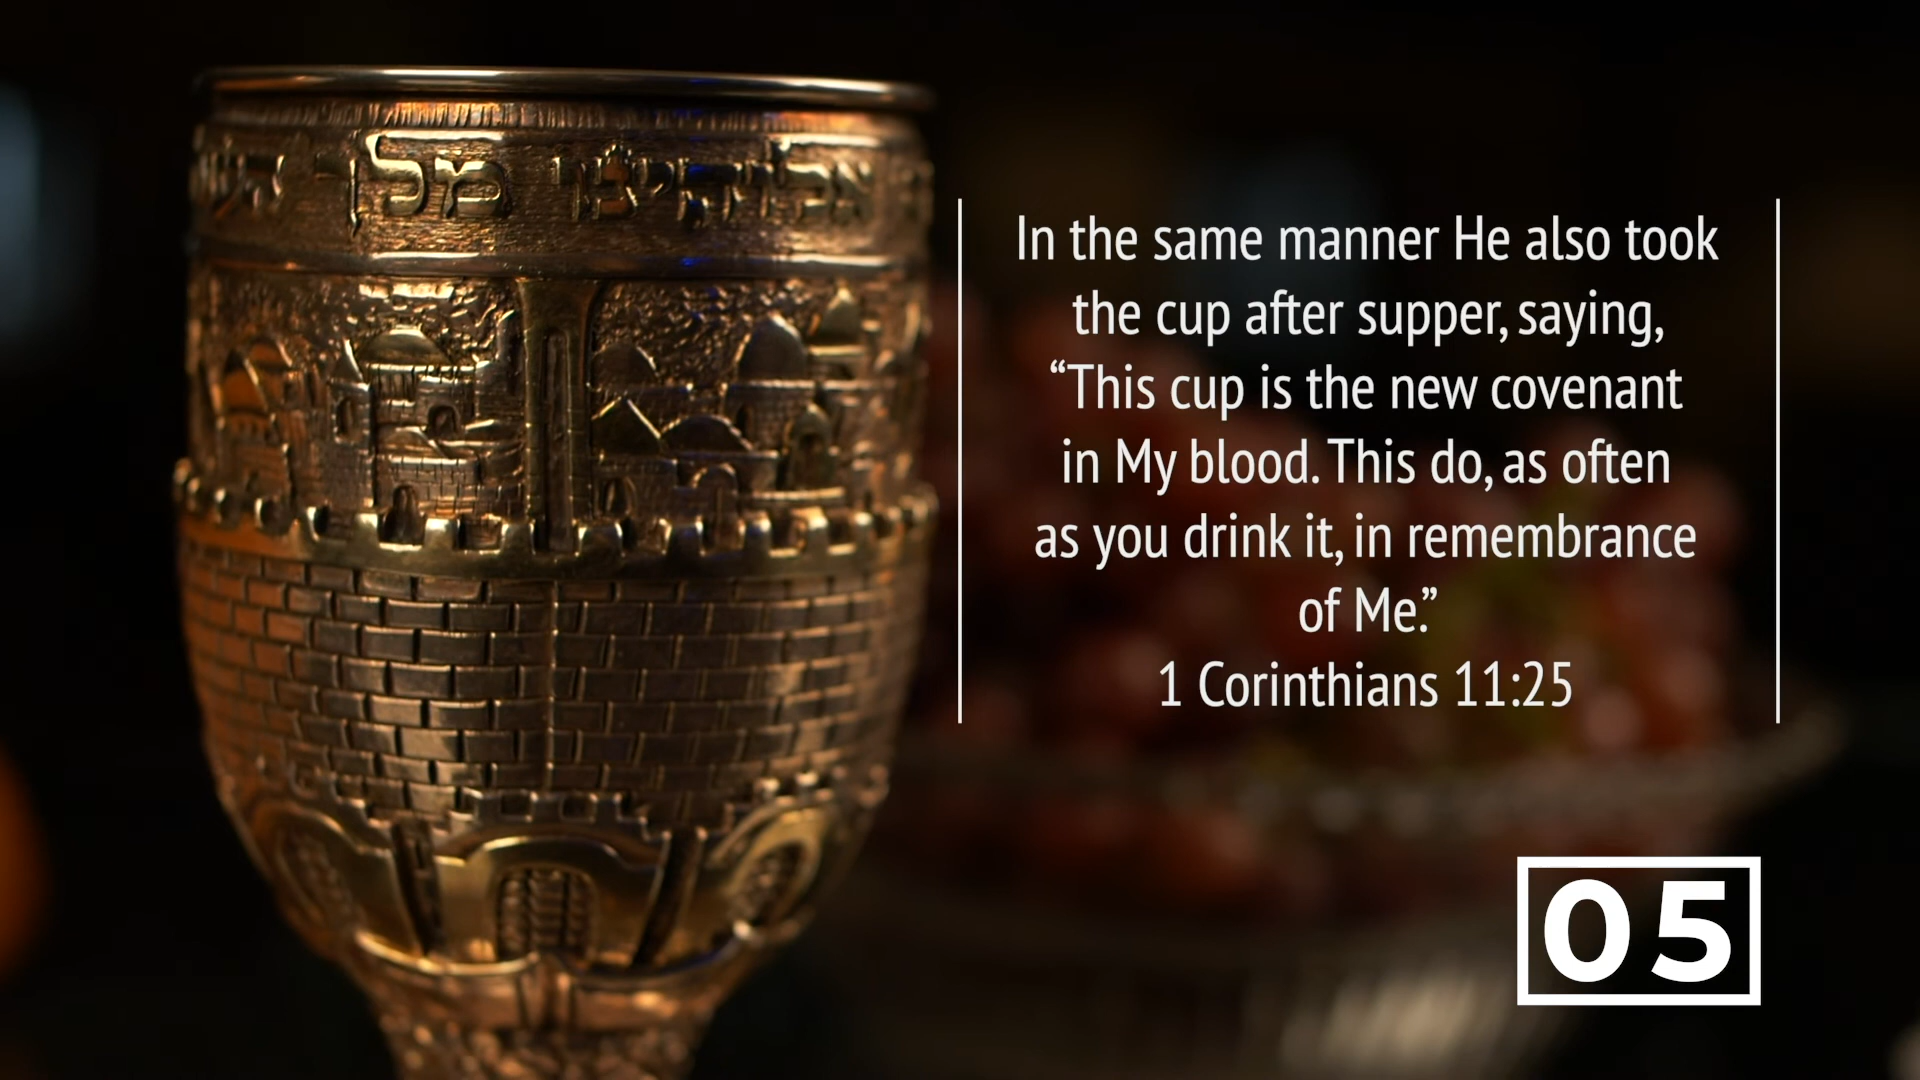 אלהינו מלך
In the same manner He also took
the cup after supper, saying,
“This cup is the new covenant
in My blood. This do, as often
as you drink it, in remembrance
of Me.”
1 Corinthians 11:25
05